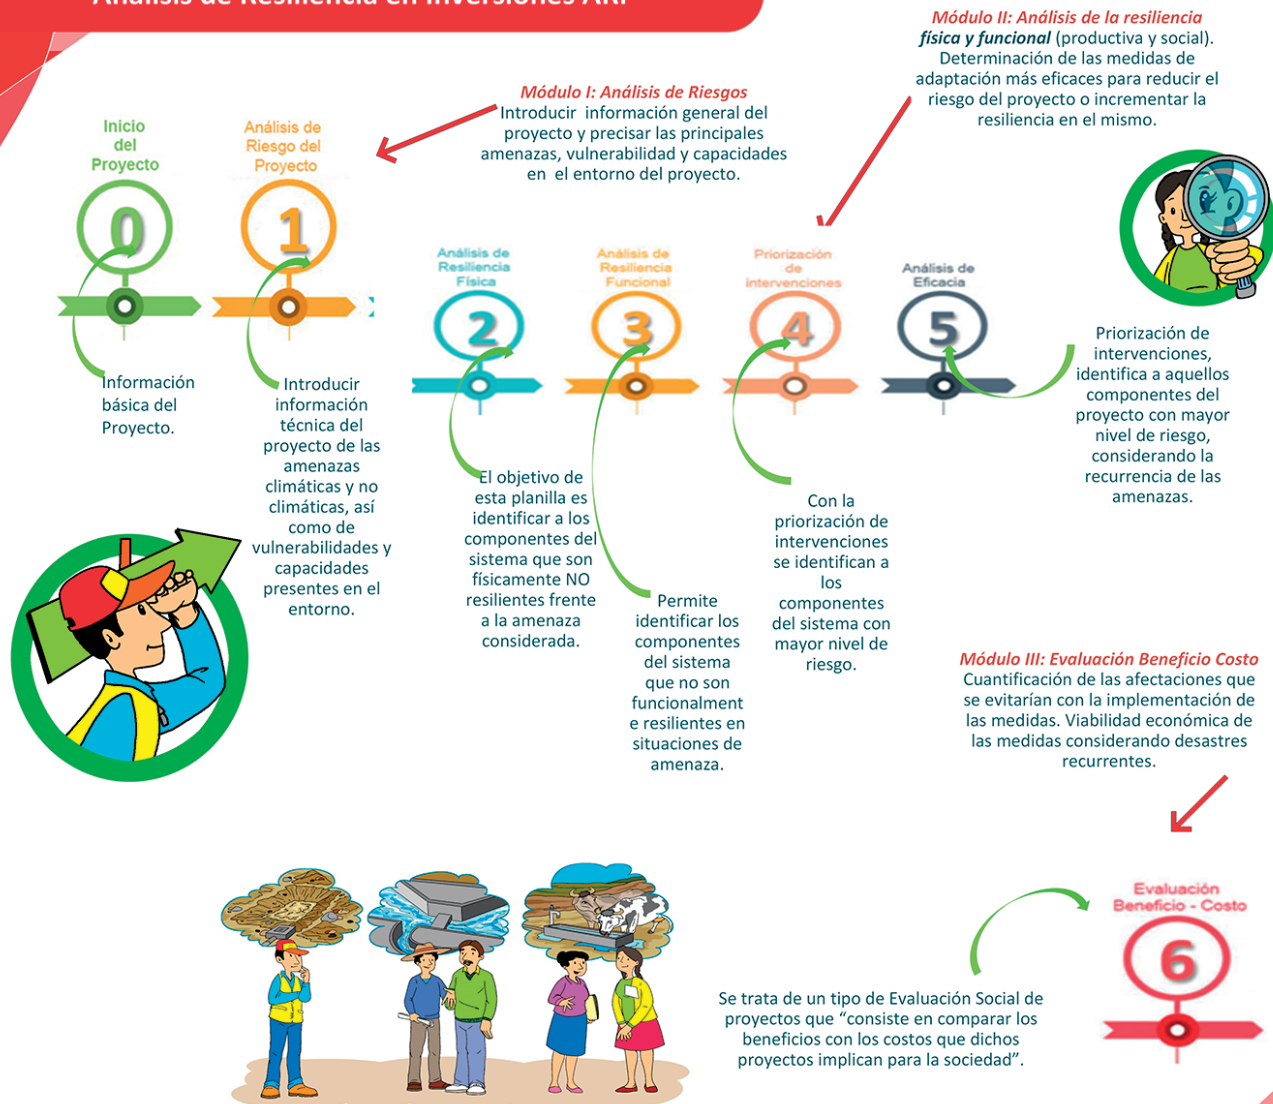 Análisis de Resiliencia en Inversiones ARI
Módulo II: Análisis de la resiliencia
física y funcional (productiva y social).
Determinación de las medidas de
adaptación más eficaces para reducir el
riesgo del proyecto o incrementar la
resiliencia en el mismo.
Módulo I: Análisis de Riesgos
Introducir información general del
proyecto y precisar las principales
amenazas, vulnerabilidad y capacidades
en el entorno del proyecto.
Inicio
del
Proyecto
0
Análisis de
Riesgo del
Proyecto
1
Análisis de
Resiliencia
Física
2
Análisis de
Resiliencia
Funcional
3
Priorización
de
intervenciones
4
Análisis de
Eficacia
5
Información
básica del
Proyecto.
Introducir
información
técnica del
proyecto de las
amenazas
climáticas y no
climáticas, así
como de
vulnerabilidades y
capacidades
presentes en el
entorno.
El objetivo de
esta planilla es
identificar a los
componentes del
sistema que son
físicamente NO
resilientes frente
a la amenaza
considerada.
Permite
identificar los
componentes
del sistema
que no son
funcionalment
e resilientes en
situaciones de
amenaza.
Con la
priorización de
intervenciones
se identifican a
los
componentes
del sistema con
mayor nivel de
riesgo.
Priorización de
intervenciones,
identifica a aquellos
componentes del
proyecto con mayor
nivel de riesgo,
considerando la
recurrencia de las
amenazas.
Módulo III: Evaluación Beneficio Costo
Cuantificación de las afectaciones que
se evitarían con la implementación de
las medidas. Viabilidad económica de
las medidas considerando desastres
recurrentes.
Evaluación
Beneficio - Costo
6
Se trata de un tipo de Evaluación Social de
proyectos que “consiste en comparar los
beneficios con los costos que dichos
proyectos implican para la sociedad”.